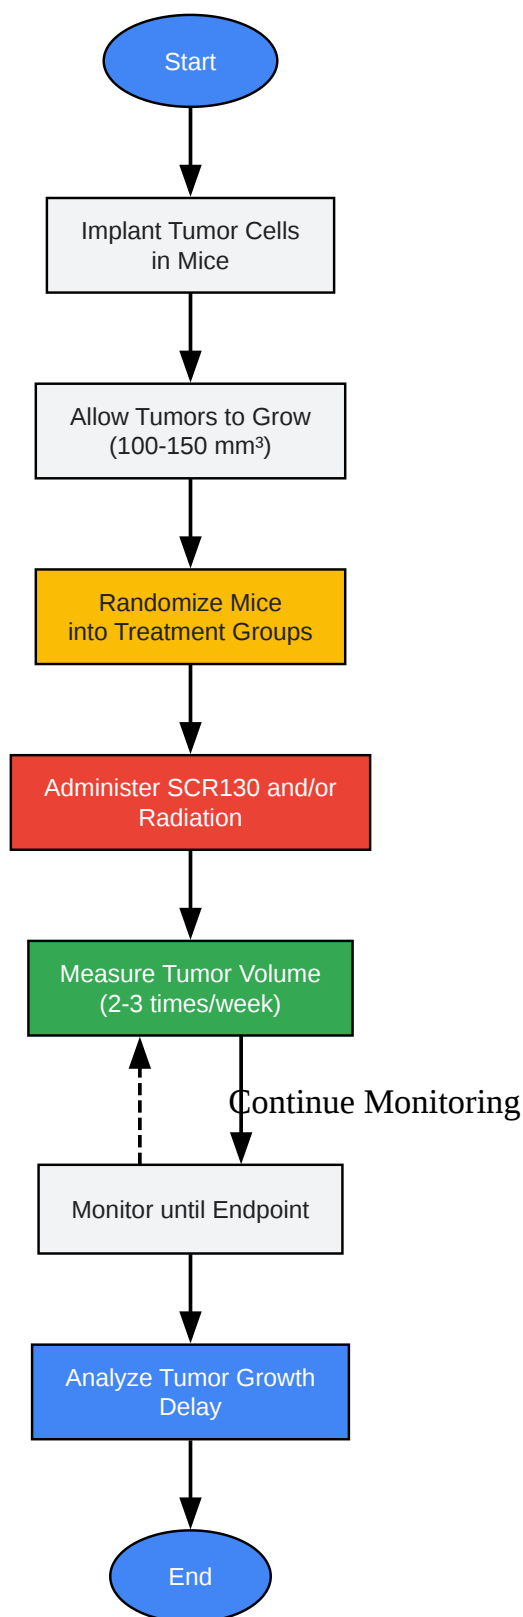 Start
Implant Tumor Cells
in Mice
Allow Tumors to Grow
(100-150 mm³)
Randomize Mice
into Treatment Groups
Administer SCR130 and/or
Radiation
Measure Tumor Volume
(2-3 times/week)
Continue Monitoring
Monitor until Endpoint
Analyze Tumor Growth
Delay
End